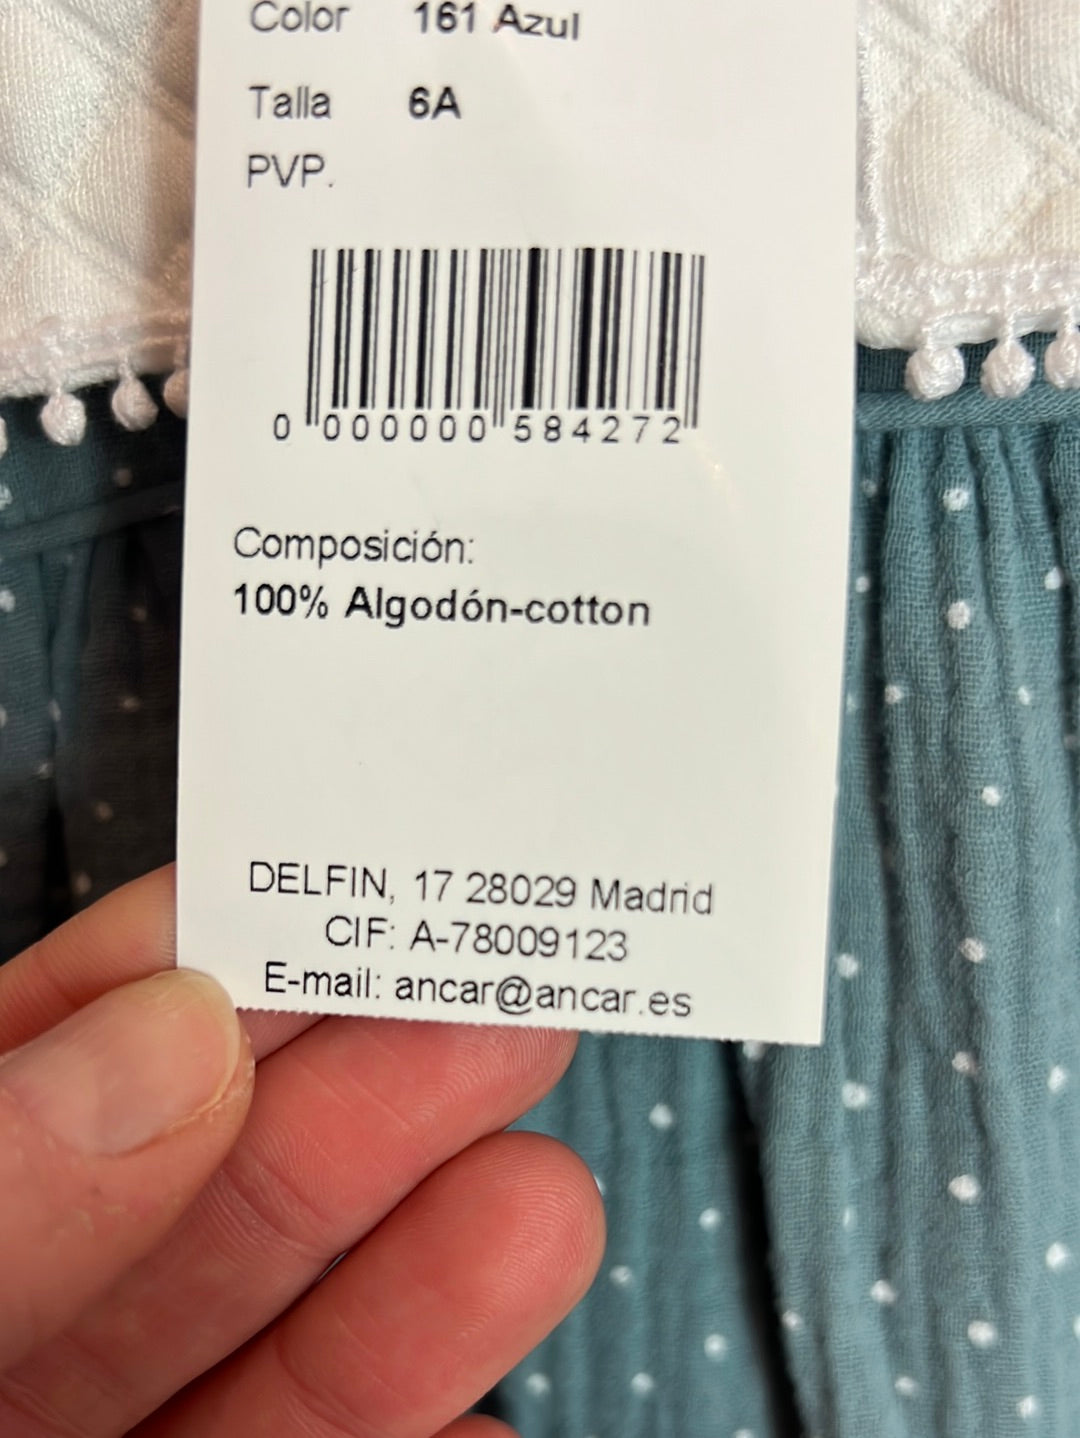 Color 161 Azul
Talla 6A
PVP.
0 000000 584272
Composición:
100% Algodón-cotton
DELFIN, 17 28029 Madrid
CIF: A-78009123
E-mail: ancar@ancar.es